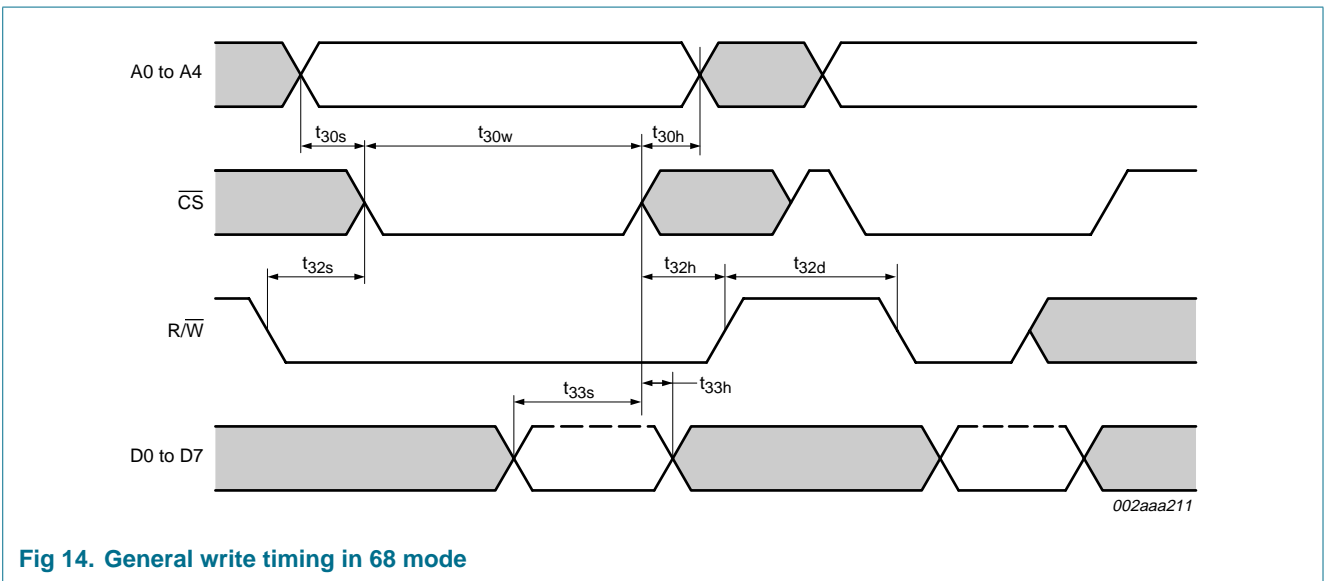 A0 to A4
t30s
t30w
t30h
CS
t32s
t32h
t32d
R/W
t33s
t33h
D0 to D7
002aaa211
Fig 14. General write timing in 68 mode